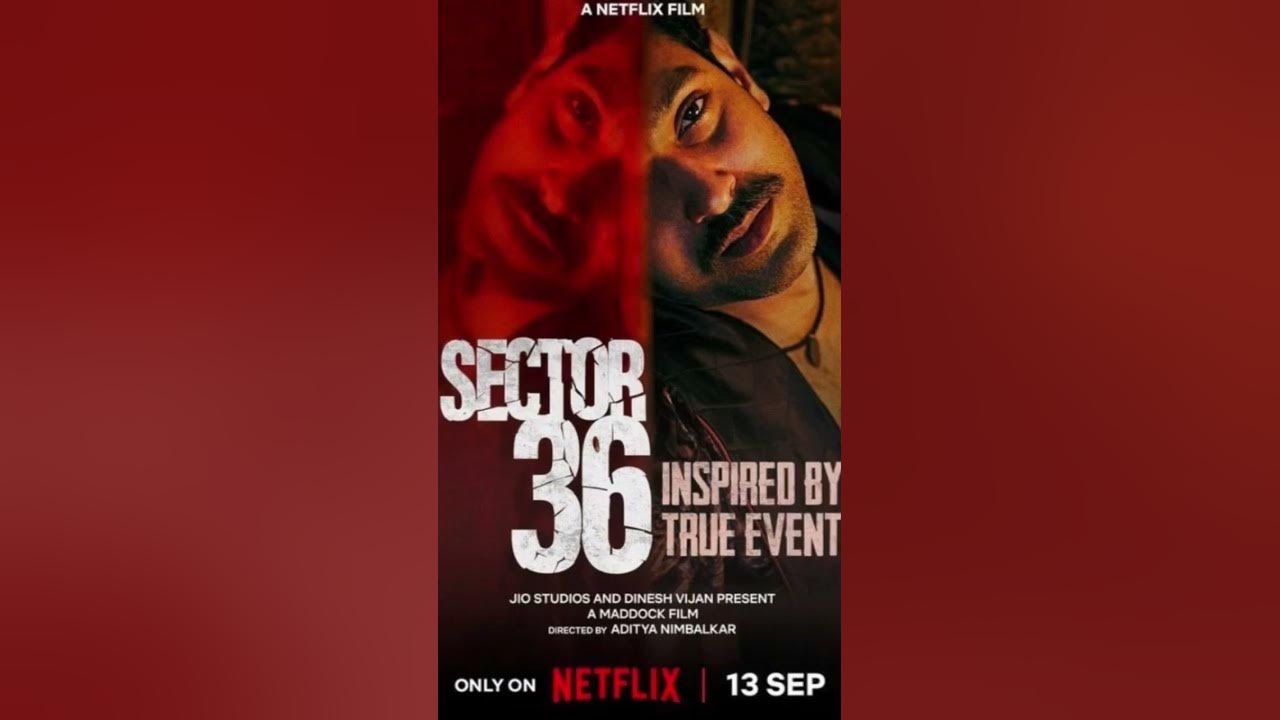 A NETFLIX FILM
SECTOR
36
INSPIRED BY
TRUE EVENT
JIO STUDIOS AND DINESH VIJAN PRESENT
A MADDOCK FILM
DIRECTED BY ADITYA NIMBALKAR
ONLY ON NETFLIX | 13 SEP